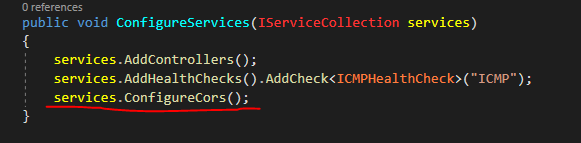 0 references
public void ConfigureServices(IServiceCollection services)
{
services.AddControllers();
services.AddHealthChecks().AddCheck<ICMPHealthCheck>("ICMP");
services.ConfigureCors();
}